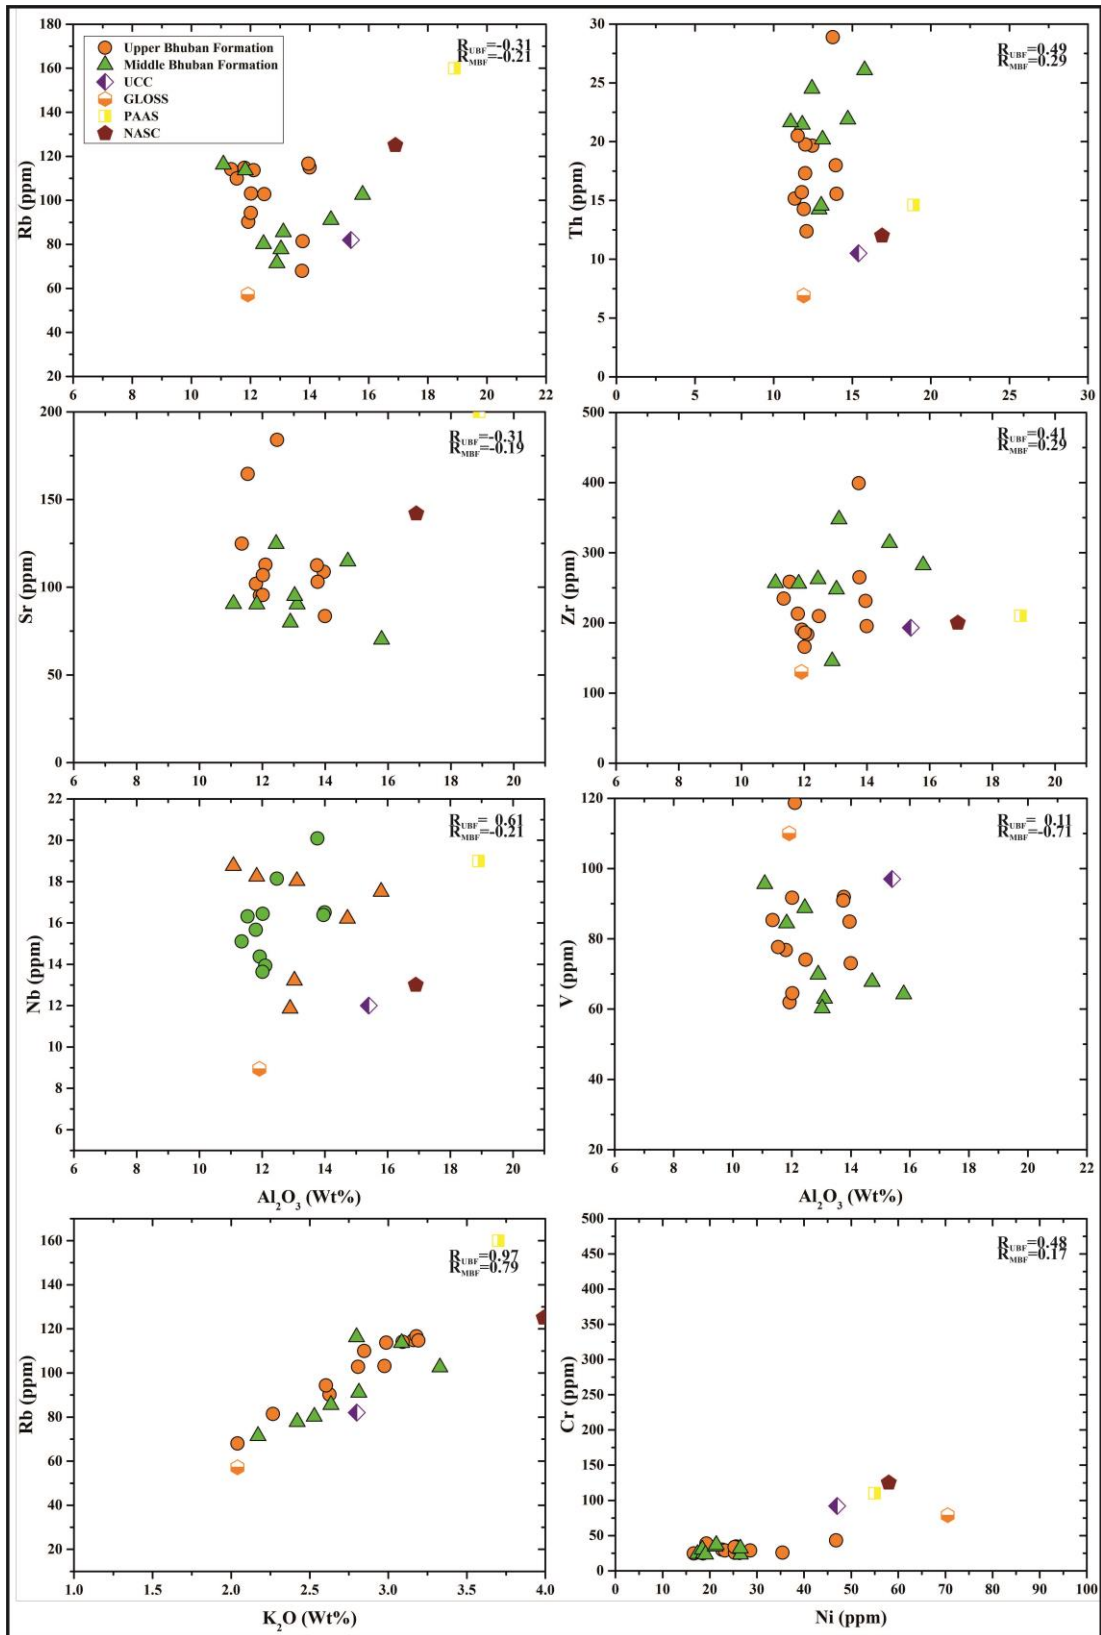 Rb
180
160
140
120
100
80
60
40
20
Rb (ppm)
Upper Bhuban Formation
Middle Bhuban Formation
UCC
GLOSS
PAAS
NASC
R_UBF=-0.31
R_MBF=-0.21
6 8 10 12 14 16 18 20 22
30
25
20
15
10
5
0
Th (ppm)
R_UBF=0.49
R_MBF=0.29
0 5 10 15 20 25 30
200
150
100
50
0
Sr (ppm)
R_UBF=-0.31
R_MBF=-0.19
6 8 10 12 14 16 18 20
500
400
300
200
100
0
Zr (ppm)
R_UBF=0.41
R_MBF=0.29
6 8 10 12 14 16 18 20
22
20
18
16
14
12
10
8
6
Nb (ppm)
R_UBF= 0.61
R_MBF=-0.21
6 8 10 12 14 16 18 20
Al₂O₃ (Wt%)
120
100
80
60
40
20
V (ppm)
R_UBF= 0.11
R_MBF=-0.71
6 8 10 12 14 16 18 20 22
Al₂O₃ (Wt%)
160
140
120
100
80
60
40
20
Rb (ppm)
R_UBF=0.97
R_MBF=0.79
1.0 1.5 2.0 2.5 3.0 3.5 4.0
K₂O (Wt%)
500
450
400
350
300
250
200
150
100
50
0
Cr (ppm)
R_UBF=0.48
R_MBF=0.17
0 10 20 30 40 50 60 70 80 90 100
Ni (ppm)